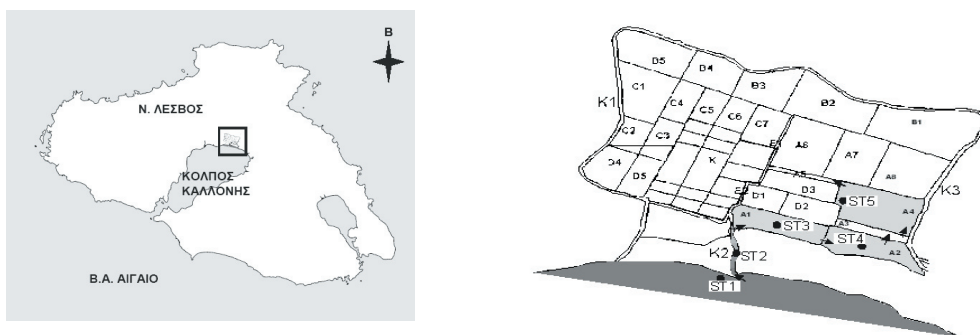 B
Ν. ΛΕΣΒΟΣ
ΚΟΛΠΟΣ
ΚΑΛΛΟΝΗΣ
Β.Α. ΑΙΓΑΙΟ
D5
D4
B3
B2
B1
K1
C1
C4
C5
C6
C7
C2
C3
K
A6
A7
A8
D4
D5
A5
K3
D1
D3
D2
ST5
A4
A1
ST3
A3
ST4
A2
K2
ST2
ST1